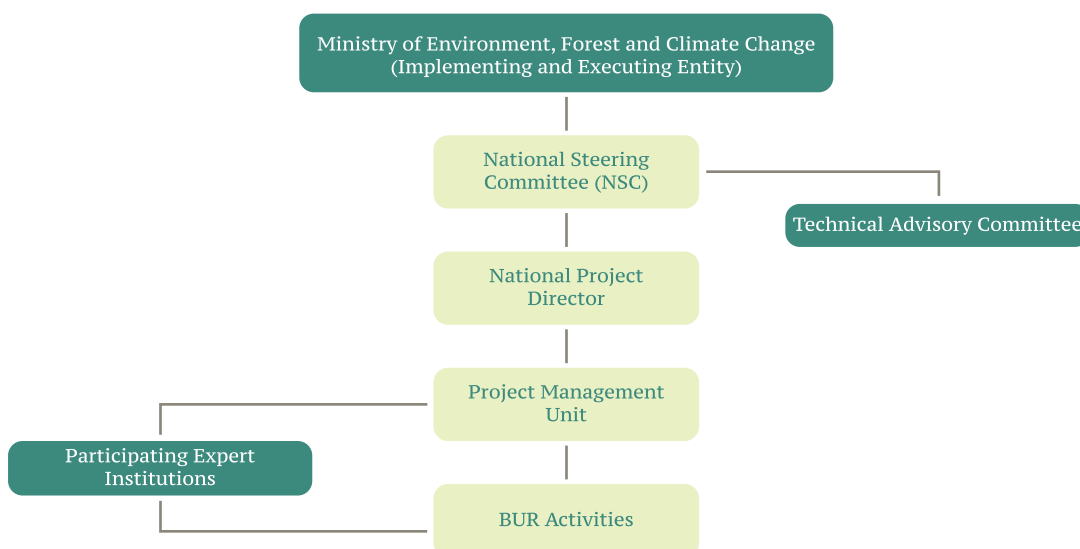 Ministry of Environment, Forest and Climate Change
(Implementing and Executing Entity)
National Steering
Committee (NSC)
Technical Advisory Committee
National Project
Director
Project Management
Unit
Participating Expert
Institutions
BUR Activities